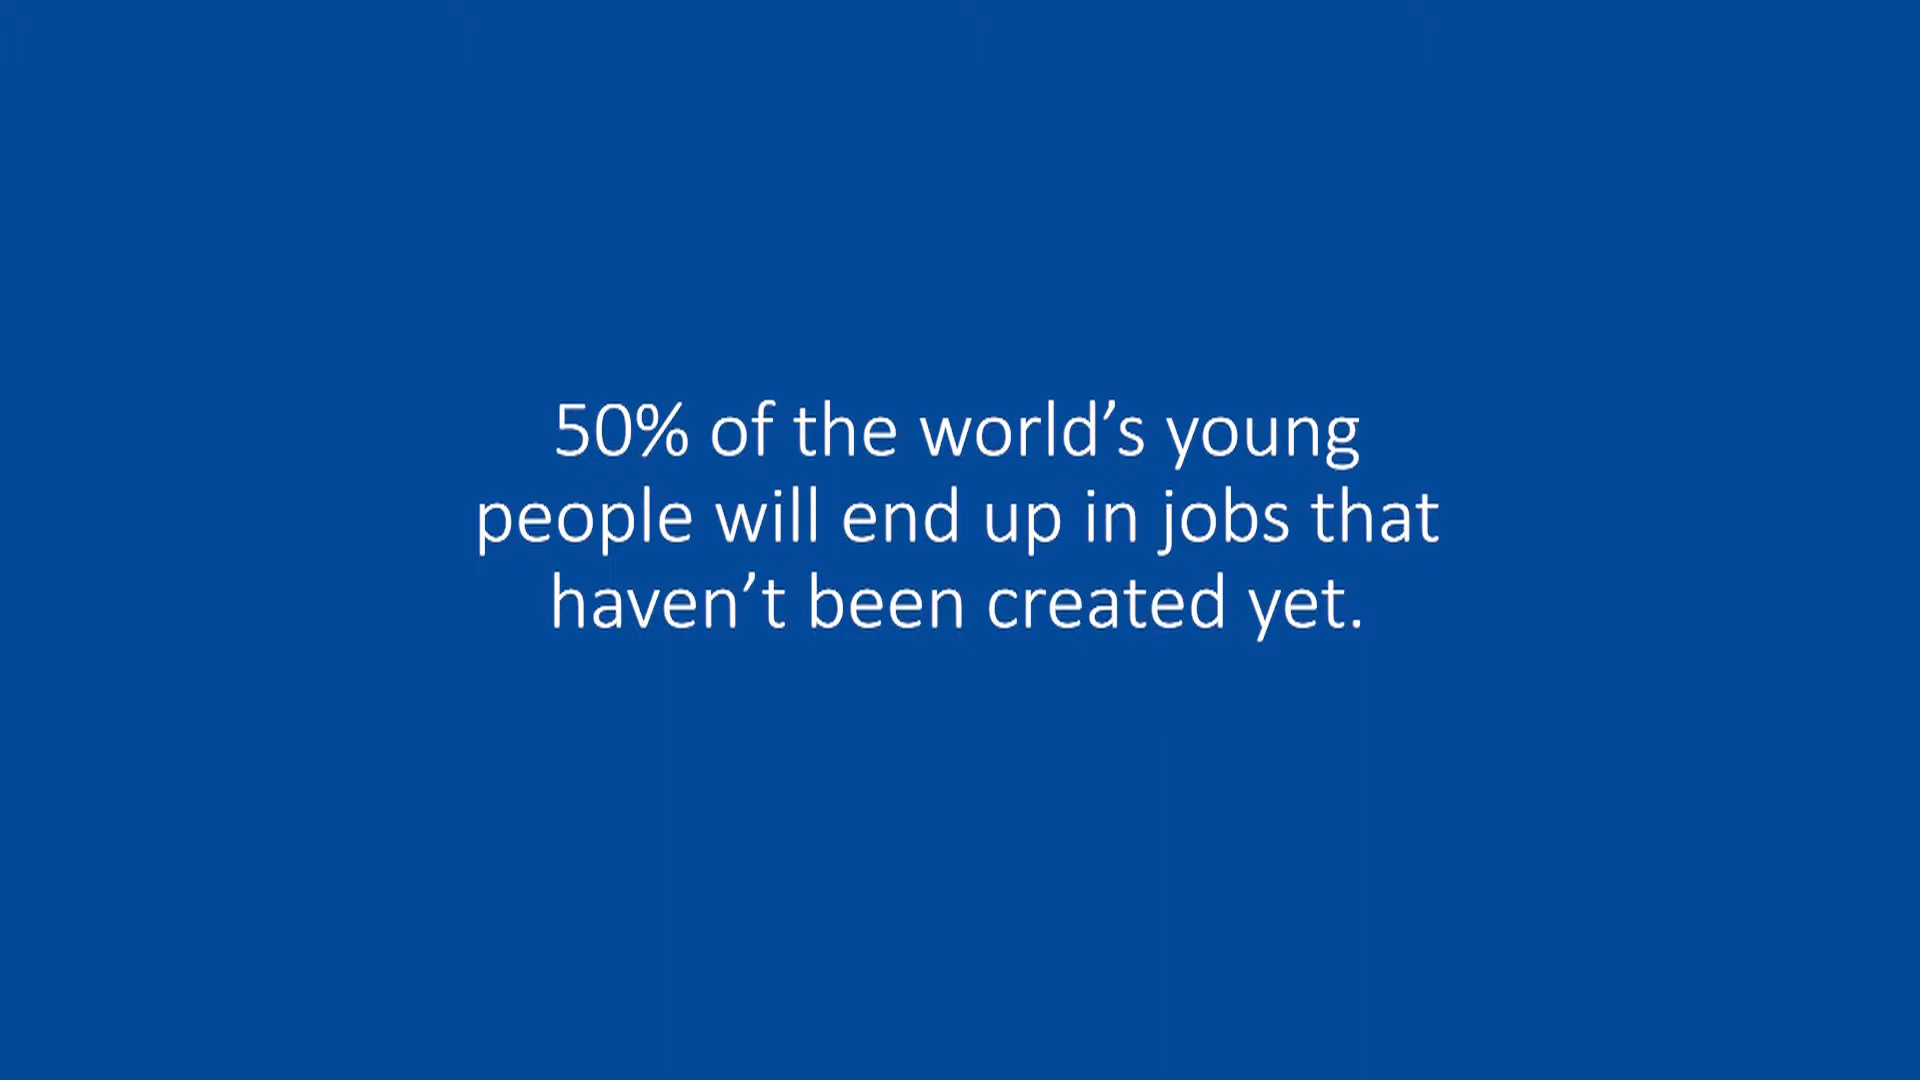 50% of the world’s young
people will end up in jobs that
haven’t been created yet.